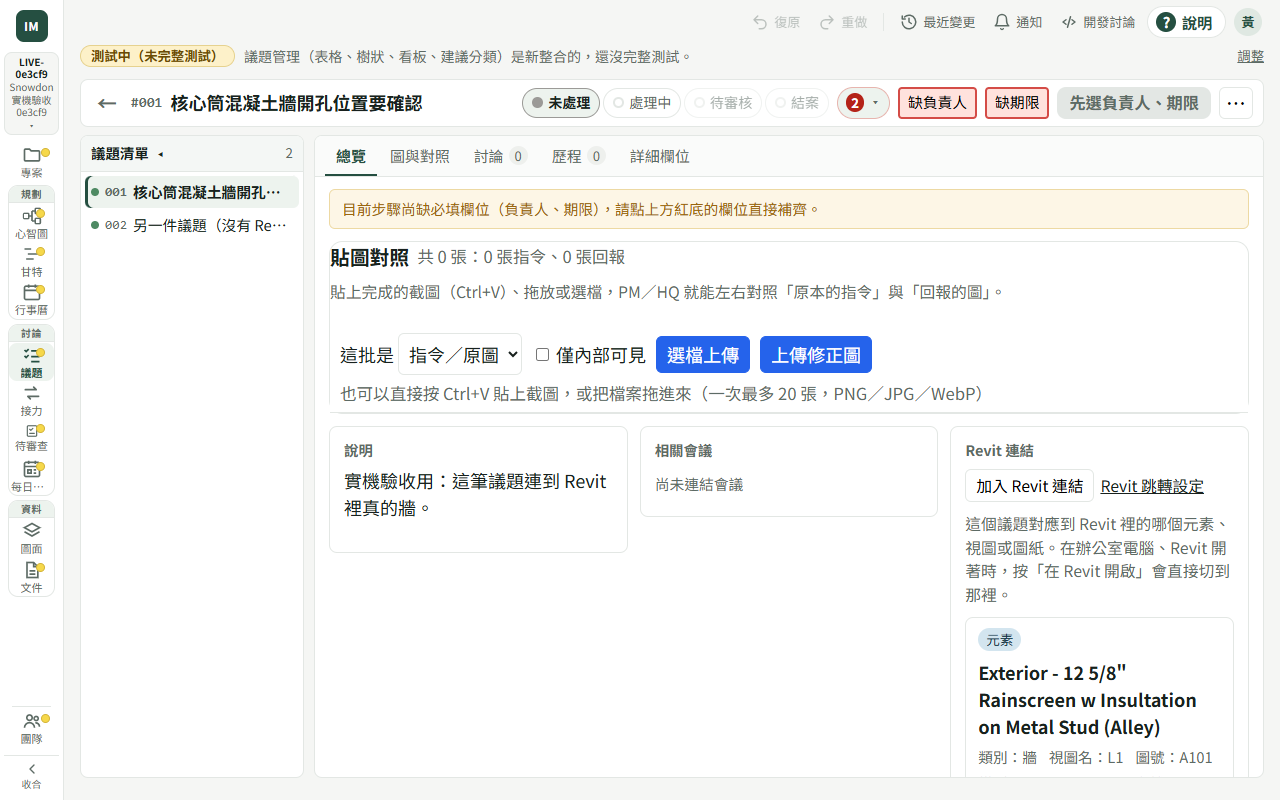 IM
復原
重做
最近變更
通知
開發討論
? 說明
黃
LIVE-
0e3cf9
Snowdon
實機驗收
0e3cf9
測試中（未完整測試）
議題管理（表格、樹狀、看板、建議分類）是新整合的，還沒完整測試。
調整
← #001 核心筒混凝土牆開孔位置要確認
未處理
處理中
待審核
結案
2
缺負責人
缺期限
先選負責人、期限
專案
規劃
心智圖
甘特
行事曆
討論
議題
接力
待審查
每日…
資料
圖面
文件
團隊
收合
議題清單
2
001 核心筒混凝土牆開孔…
002 另一件議題（沒有 Re…
總覽
圖與對照
討論 0
歷程 0
詳細欄位
目前步驟尚缺必填欄位（負責人、期限），請點上方紅底的欄位直接補齊。
貼圖對照 共 0 張：0 張指令、0 張回報
貼上完成的截圖（Ctrl+V）、拖放或選檔，PM／HQ 就能左右對照「原本的指令」與「回報的圖」。
這批是 指令／原圖 僅內部可見 選檔上傳 上傳修正圖
也可以直接按 Ctrl+V 貼上截圖，或把檔案拖進來（一次最多 20 張，PNG／JPG／WebP）
說明
實機驗收用：這筆議題連到 Revit
裡真的牆。
相關會議
尚未連結會議
Revit 連結
加入 Revit 連結 Revit 跳轉設定
這個議題對應到 Revit 裡的哪個元素、
視圖或圖紙。在辦公室電腦、Revit 開
著時，按「在 Revit 開啟」會直接切到
那裡。
元素
Exterior - 12 5/8"
Rainscreen w Insultation
on Metal Stud (Alley)
類別：牆 視圖名：L1 圖號：A101